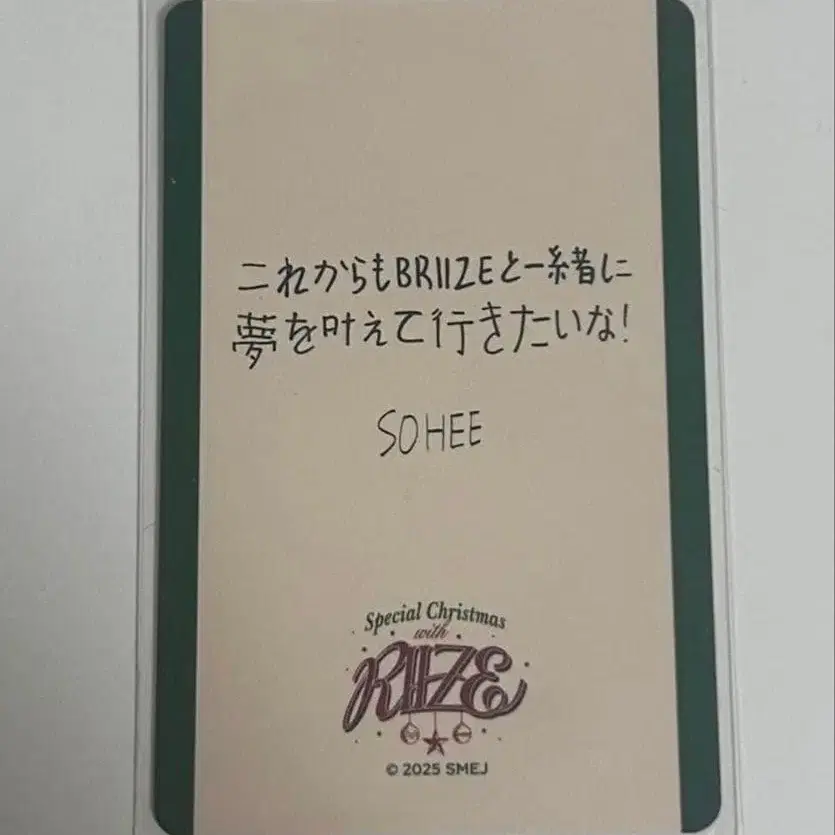 これからもBRIIZEと一緒に
夢を叶えて行きたいな!
SOHEE
Special Christmas
with
RIIZE
© 2025 SMEJ